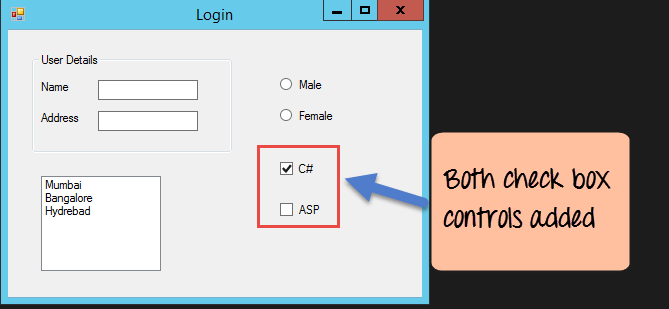 Login
User Details
Name
Address
Male
Female
C#
ASP
Mumbai
Bangalore
Hydrebad
Both check box
controls added